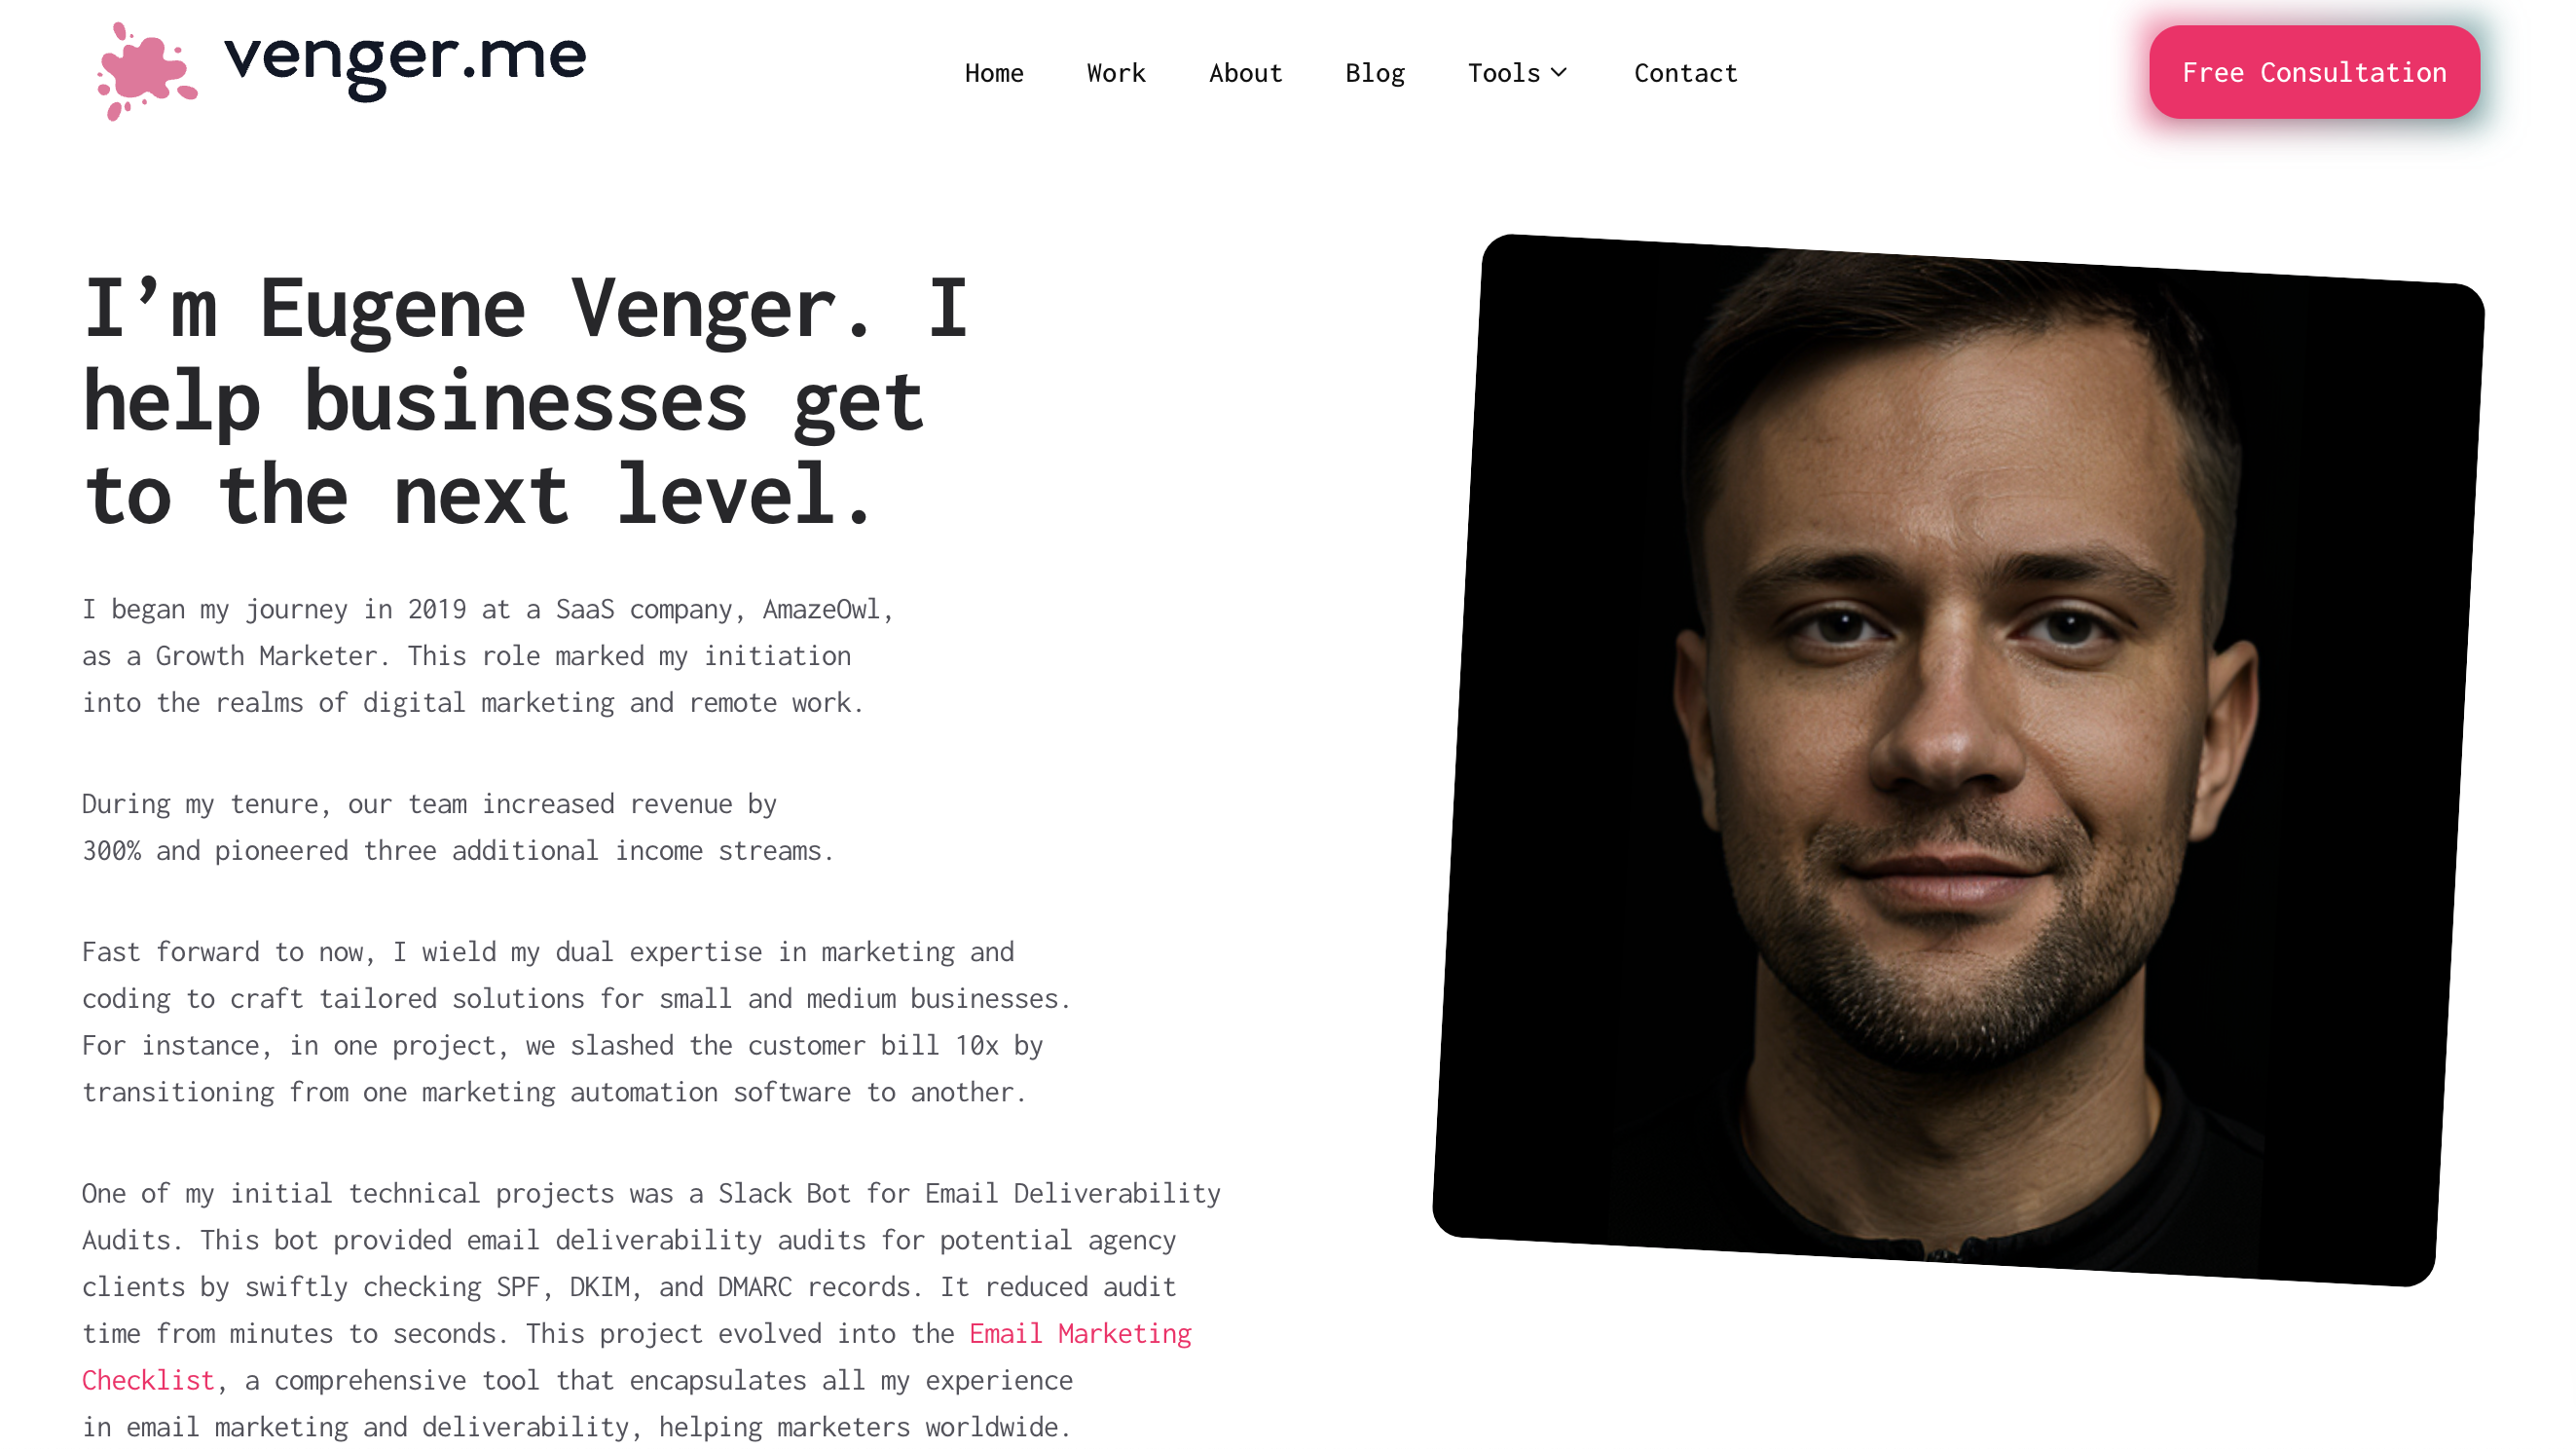 venger.me
Home
Work
About
Blog
Tools
Contact
Free Consultation
I’m Eugene Venger. I
help businesses get
to the next level.
I began my journey in 2019 at a SaaS company, AmazeOwl,
as a Growth Marketer. This role marked my initiation
into the realms of digital marketing and remote work.
During my tenure, our team increased revenue by
300% and pioneered three additional income streams.
Fast forward to now, I wield my dual expertise in marketing and
coding to craft tailored solutions for small and medium businesses.
For instance, in one project, we slashed the customer bill 10x by
transitioning from one marketing automation software to another.
One of my initial technical projects was a Slack Bot for Email Deliverability
Audits. This bot provided email deliverability audits for potential agency
clients by swiftly checking SPF, DKIM, and DMARC records. It reduced audit
time from minutes to seconds. This project evolved into the Email Marketing
Checklist, a comprehensive tool that encapsulates all my experience
in email marketing and deliverability, helping marketers worldwide.